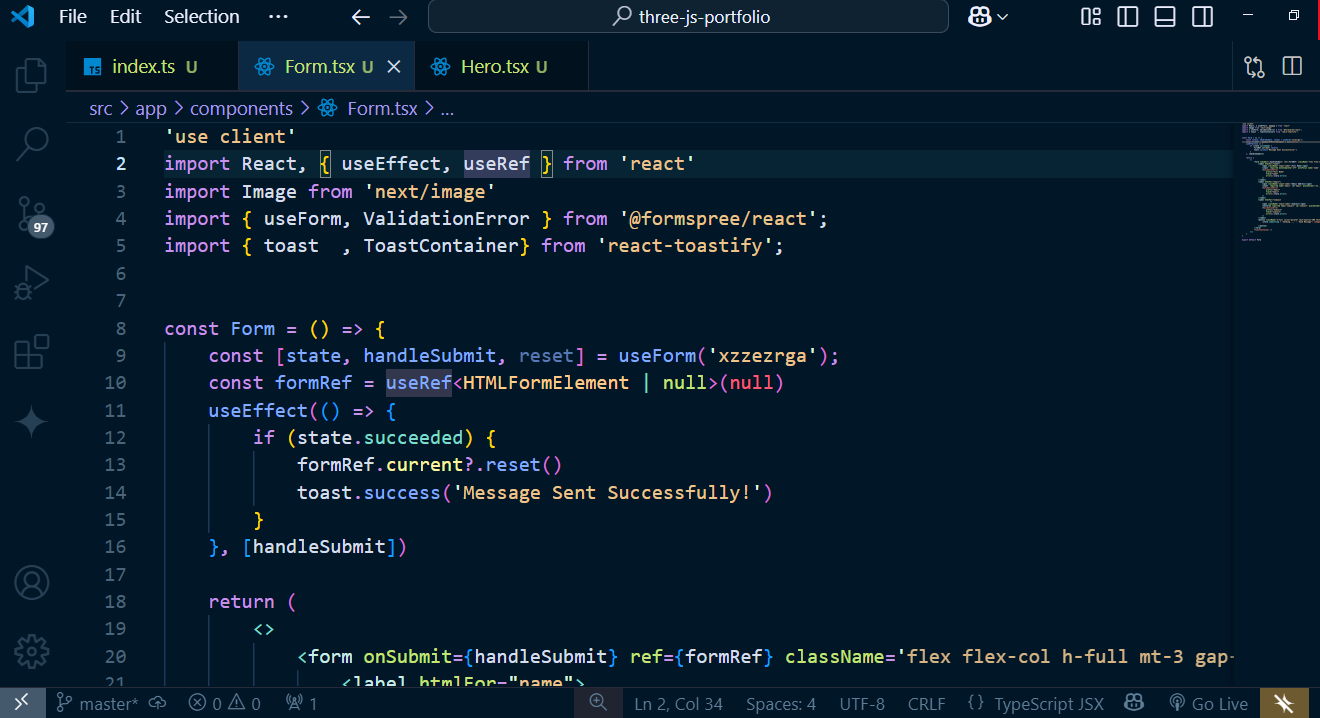 File Edit Selection ··· three-js-portfolio
TS index.ts U Form.tsx U Hero.tsx U
src > app > components > Form.tsx > ...
97
1 'use client'
2 import React, { useEffect, useRef } from 'react'
3 import Image from 'next/image'
4 import { useForm, ValidationError } from '@formspree/react';
5 import { toast  , ToastContainer} from 'react-toastify';
6
7
8 const Form = () => {
9 const [state, handleSubmit, reset] = useForm('xzzezrga');
10 const formRef = useRef<HTMLFormElement | null>(null)
11 useEffect(() => {
12 if (state.succeeded) {
13 formRef.current?.reset()
14 toast.success('Message Sent Successfully!')
15 }
16 }, [handleSubmit])
17
18 return (
19 <>
20 <form onSubmit={handleSubmit} ref={formRef} className='flex flex-col h-full mt-3 gap-
21 <label htmlFor="name">
master* 0 0 1 Ln 2, Col 34 Spaces: 4 UTF-8 CRLF {} TypeScript JSX Go Live